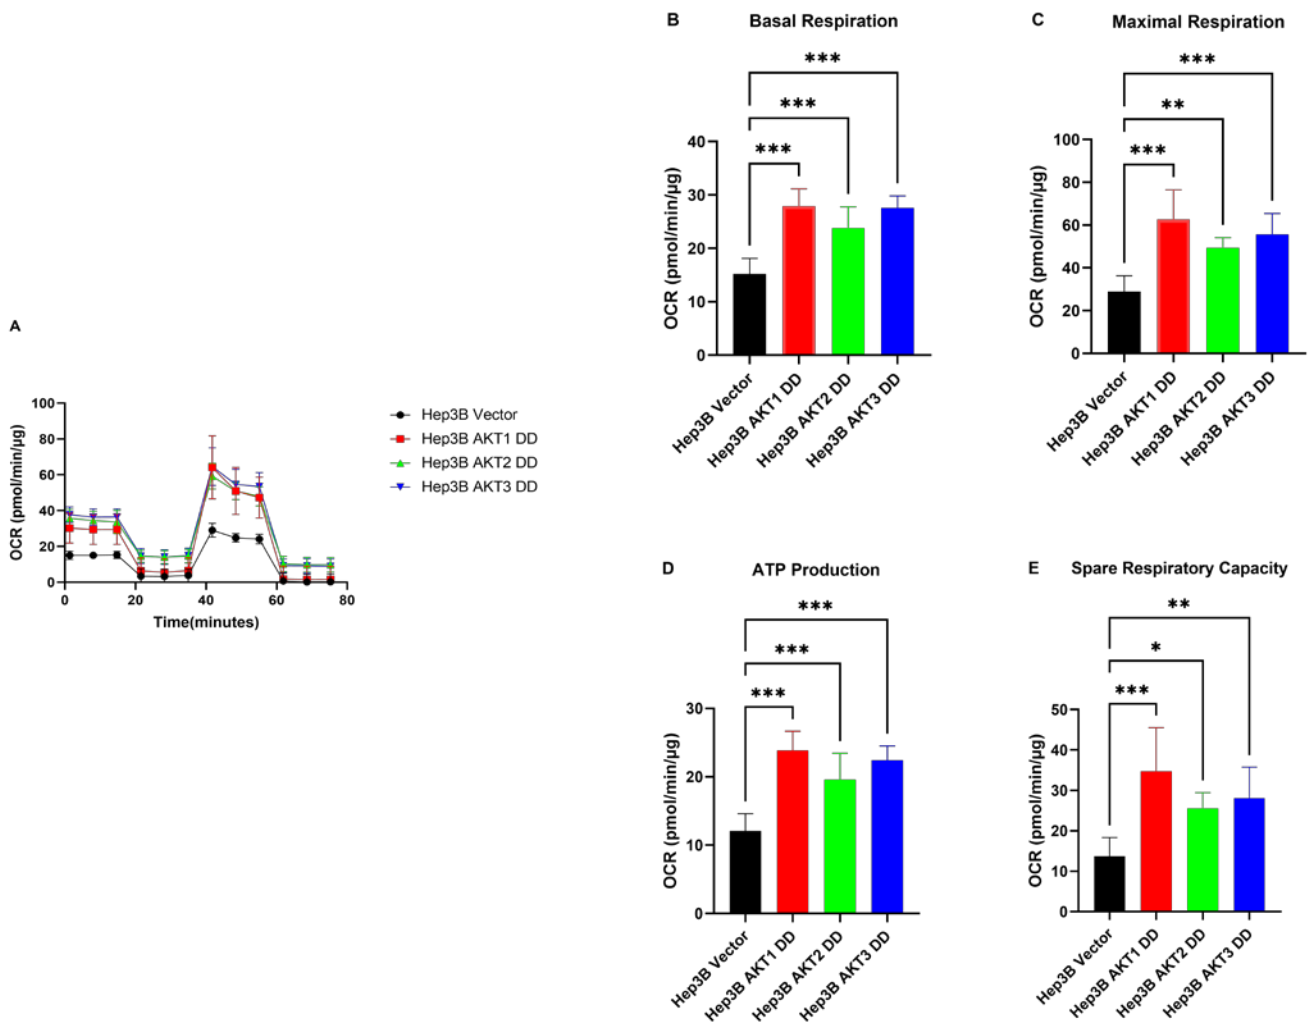 A
OCR (pmol/min/µg)
100
80
60
40
20
0
0
20
40
60
80
Time(minutes)
Hep3B Vector
Hep3B AKT1 DD
Hep3B AKT2 DD
Hep3B AKT3 DD
B
Basal Respiration
***
***
***
OCR (pmol/min/µg)
40
30
20
10
0
Hep3B Vector
Hep3B AKT1 DD
Hep3B AKT2 DD
Hep3B AKT3 DD
C
Maximal Respiration
***
**
***
OCR (pmol/min/µg)
100
80
60
40
20
0
Hep3B Vector
Hep3B AKT1 DD
Hep3B AKT2 DD
Hep3B AKT3 DD
D
ATP Production
***
***
***
OCR (pmol/min/µg)
30
20
10
0
Hep3B Vector
Hep3B AKT1 DD
Hep3B AKT2 DD
Hep3B AKT3 DD
E
Spare Respiratory Capacity
**
*
***
OCR (pmol/min/µg)
50
40
30
20
10
0
Hep3B Vector
Hep3B AKT1 DD
Hep3B AKT2 DD
Hep3B AKT3 DD